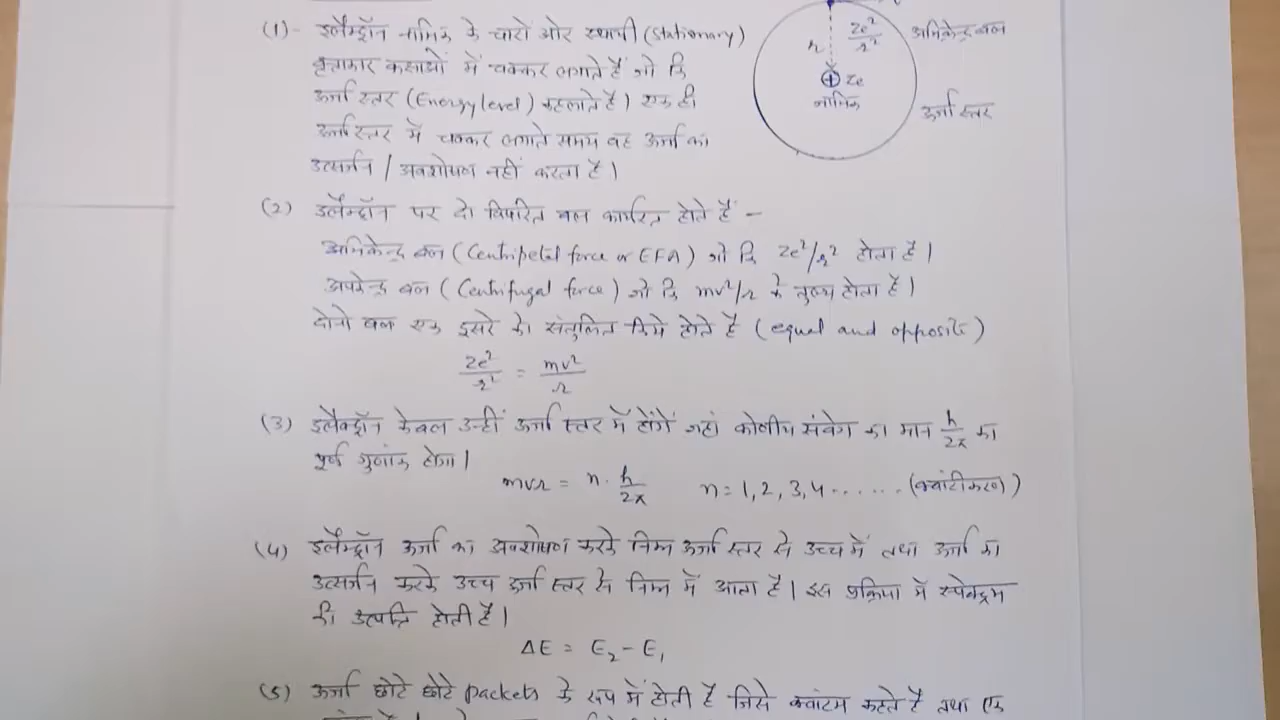 (1)- इलैक्ट्रॉन नाभिक के चारों ओर स्थायी (stationary)
वृत्ताकार कक्षाओं में चक्कर लगाते हैं जो कि
ऊर्जा स्तर (Energy level) कहलाते है। एक ही
ऊर्जा स्तर में चक्कर लगाते समय वह ऊर्जा का
उत्सर्जन / अवशोषण नहीं करता है।
r
Ze²/r²
अभिकेन्द्र बल
⊕ Ze
नाभिक
ऊर्जा स्तर
(2) इलैक्ट्रॉन पर दो विपरित बल कार्यरत होते हैं –
अभिकेन्द्र बल (Centripetal force or EFA) जो कि Ze²/r² होता है।
अपकेन्द्र बल (Centrifugal force) जो कि mv²/r के तुल्य होता है।
दोनो बल एक दूसरे को संतुलित किये होते है (equal and opposite)
Ze²/r² = mv²/r
(3) इलैक्ट्रॉन केवल उन्हीं ऊर्जा स्तर में होंगें जहां कोणीय संवेग का मान h/2π का
पूर्ण गुणांक होगा।
mvr = n. h/2π n = 1, 2, 3, 4 ...... (क्वांटीकरण)
(4) इलैक्ट्रॉन ऊर्जा का अवशोषण करके निम्न ऊर्जा स्तर से उच्च में तथा ऊर्जा का
उत्सर्जन करके उच्च ऊर्जा स्तर से निम्न में आता है। इस प्रक्रिया में स्पेक्ट्रम
की उत्पत्ति होती है।
ΔE = E₂ – E₁
(5) ऊर्जा छोटे छोटे packets के रूप में होती है जिसे क्वांटम कहते है तथा एक